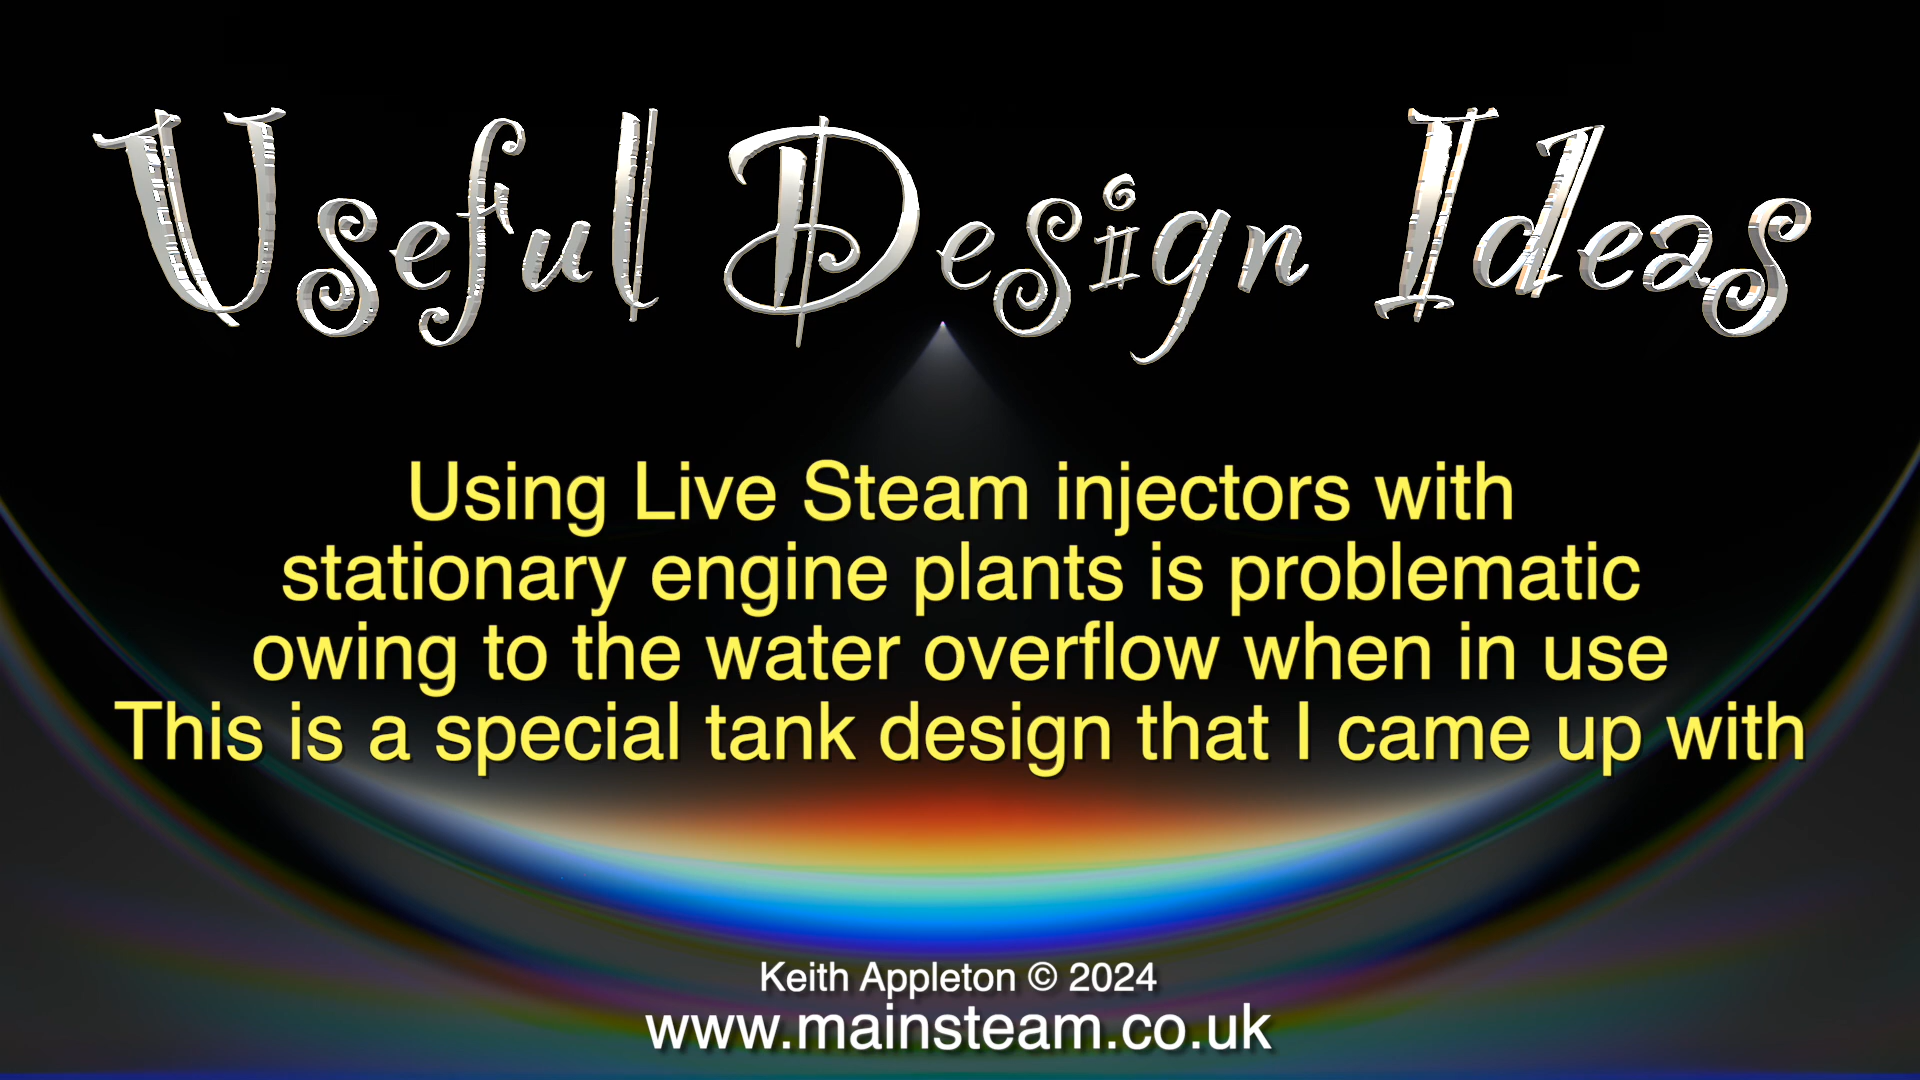 Useful Design Ideas
Using Live Steam injectors with
stationary engine plants is problematic
owing to the water overflow when in use
This is a special tank design that I came up with
Keith Appleton © 2024
www.mainsteam.co.uk